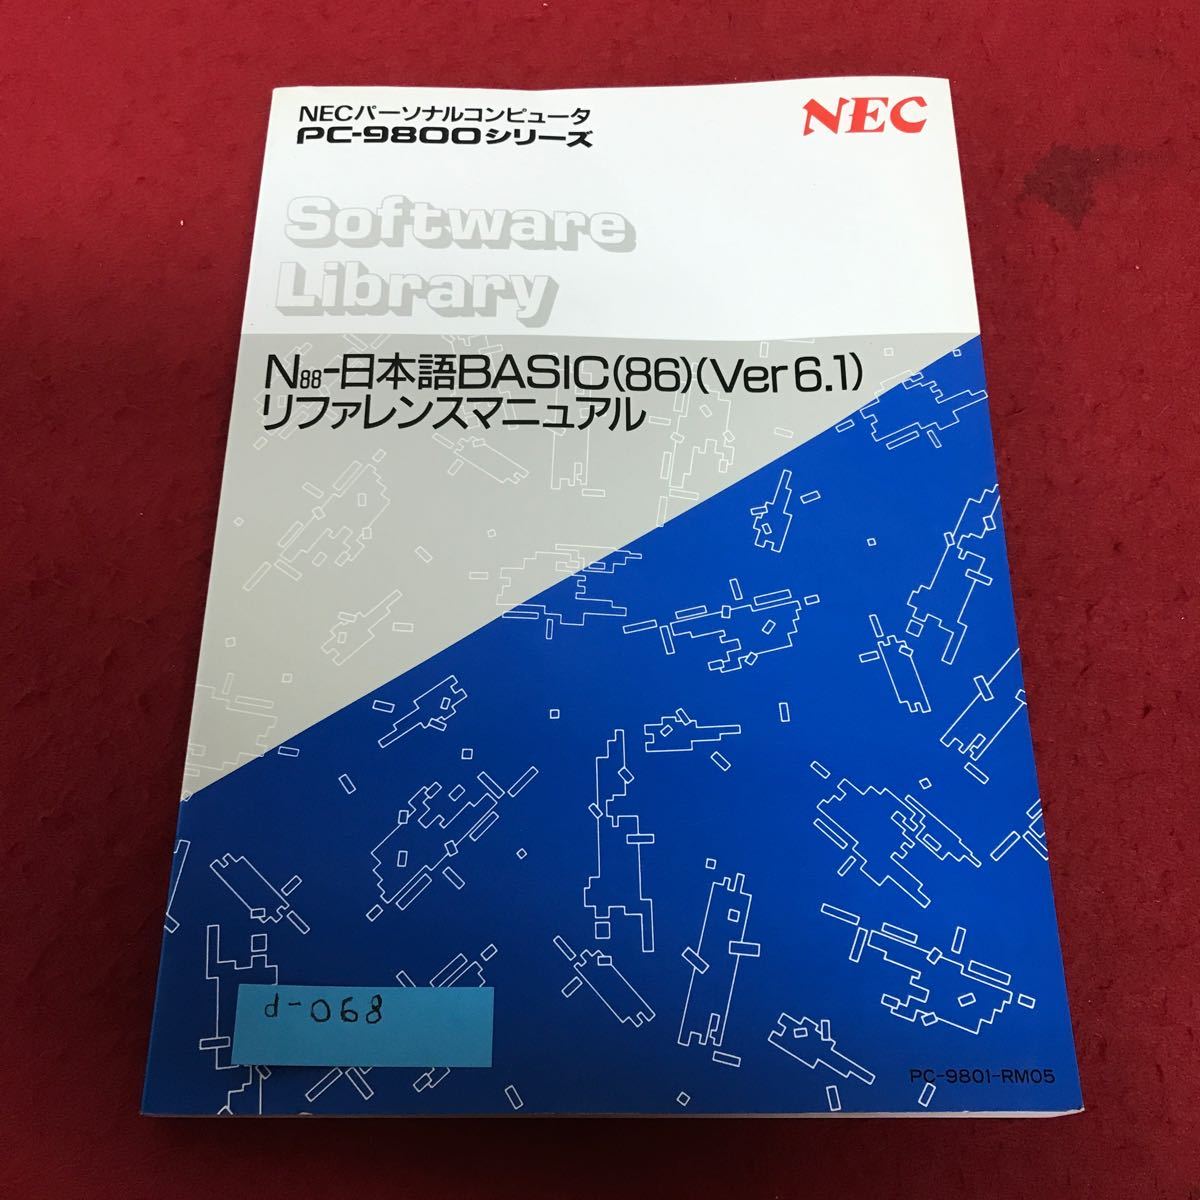 NECパーソナルコンピュータ
PC-9800シリーズ
NEC
Software
Library
N88-日本語BASIC(86)(Ver 6.1)
リファレンスマニュアル
d-068
PC-9801-RM05